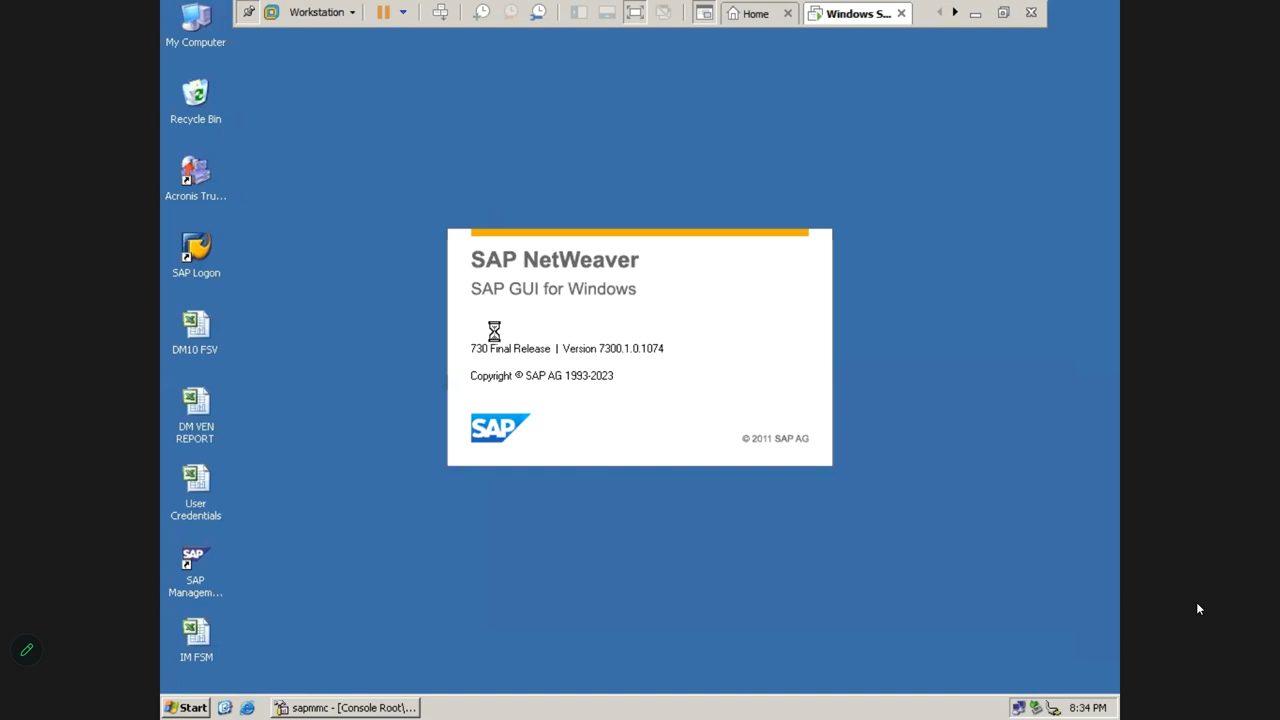 Workstation
Home
Windows S...
My Computer
Recycle Bin
Acronis Tru...
SAP Logon
DM10 FSV
DM VEN
REPORT
User
Credentials
SAP
SAP
Managem...
IM FSM
SAP NetWeaver
SAP GUI for Windows
730 Final Release | Version 7300.1.0.1074
Copyright © SAP AG 1993-2023
SAP
© 2011 SAP AG
Start
sapmmc - [Console Root\...
8:34 PM